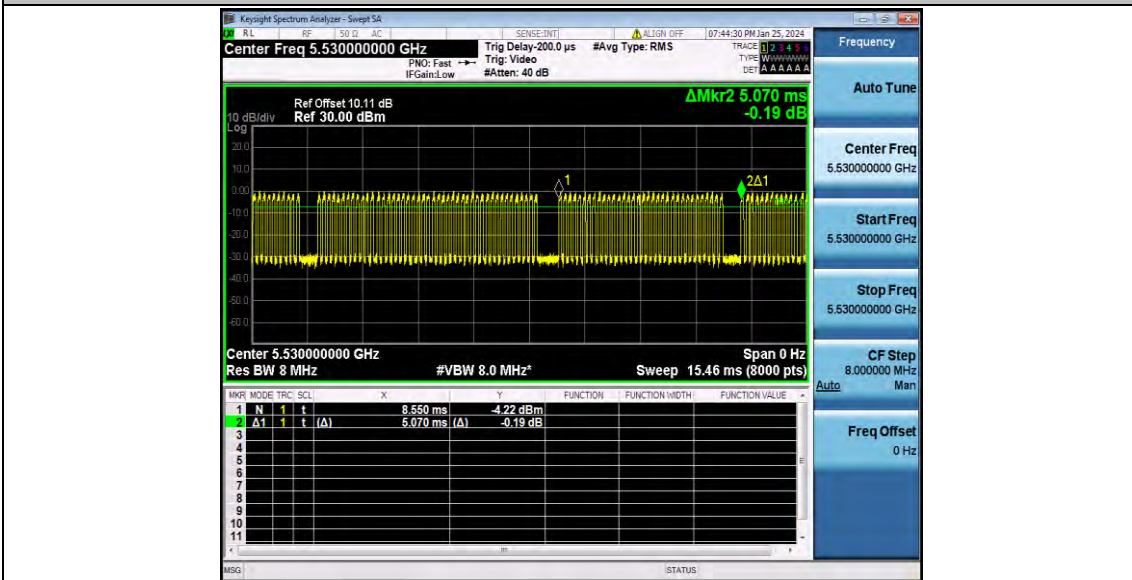 Keysight Spectrum Analyzer - Swept SA
RL RF 50 Ω AC SENSE:INT ALIGN OFF 07:44:30 PM Jan 25, 2024
Center Freq 5.530000000 GHz
PNO: Fast
IFGain:Low
Trig Delay-200.0 µs
Trig: Video
#Atten: 40 dB
#Avg Type: RMS
TRACE 1 2 3 4 5 6
TYPE W
DET A A A A A A
ΔMkr2 5.070 ms
-0.19 dB
10 dB/div
Log
Ref Offset 10.11 dB
Ref 30.00 dBm
20.0
10.0
0.00
-10.0
-20.0
-30.0
-40.0
-50.0
-60.0
1
2Δ1
Center 5.530000000 GHz
Span 0 Hz
Res BW 8 MHz
#VBW 8.0 MHz*
Sweep 15.46 ms (8000 pts)
MKR MODE TRC SCL X Y FUNCTION FUNCTION WIDTH FUNCTION VALUE
1 N 1 t 8.550 ms -4.22 dBm
2 Δ1 1 t (Δ) 5.070 ms (Δ) -0.19 dB
3
4
5
6
7
8
9
10
11
MSG
STATUS
Frequency
Auto Tune
Center Freq
5.530000000 GHz
Start Freq
5.530000000 GHz
Stop Freq
5.530000000 GHz
CF Step
8.000000 MHz
Auto Man
Freq Offset
0 Hz